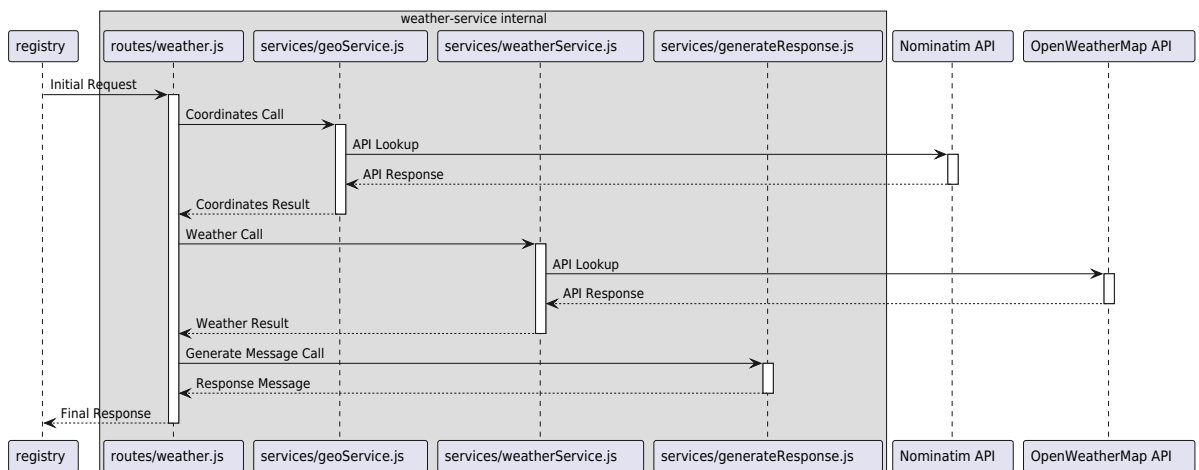 weather-service internal
registry routes/weather.js services/geoService.js services/weatherService.js services/generateResponse.js Nominatim API OpenWeatherMap API
Initial Request
Coordinates Call
API Lookup
API Response
Coordinates Result
Weather Call
API Lookup
API Response
Weather Result
Generate Message Call
Response Message
Final Response
registry routes/weather.js services/geoService.js services/weatherService.js services/generateResponse.js Nominatim API OpenWeatherMap API